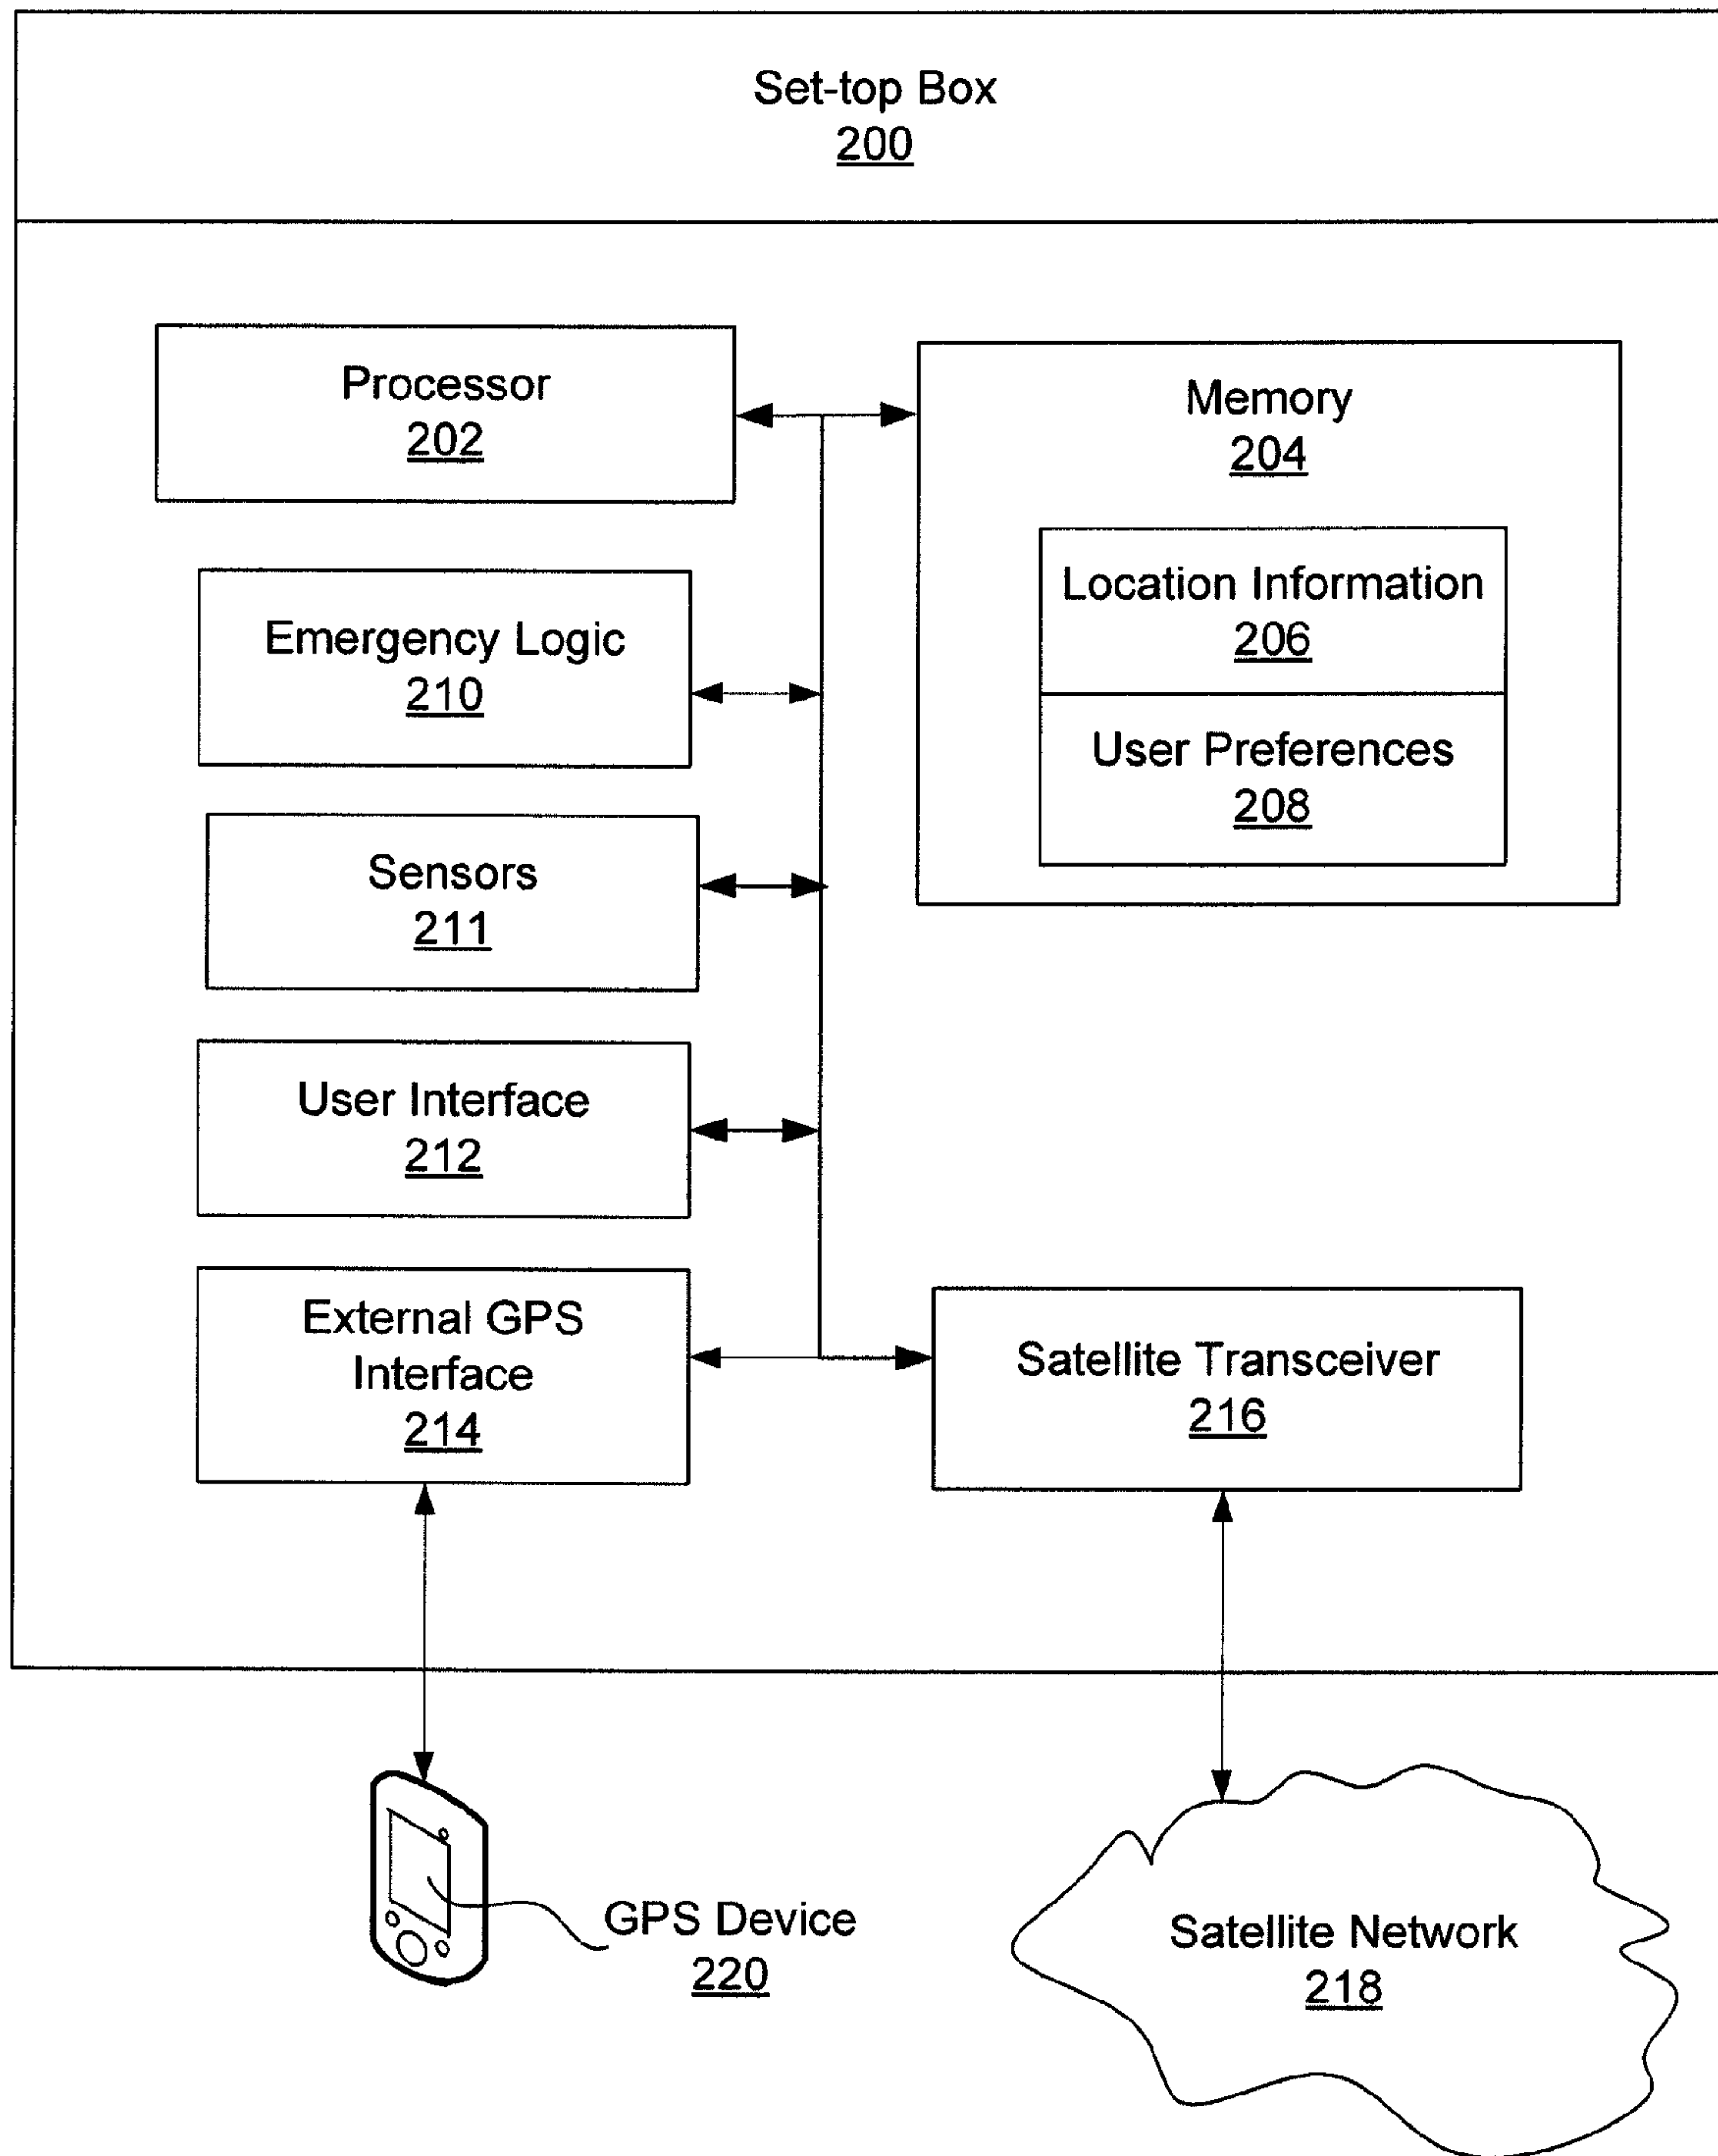 Set-top Box
200
Processor
202
Memory
204
Location Information
206
User Preferences
208
Emergency Logic
210
Sensors
211
User Interface
212
External GPS
Interface
214
Satellite Transceiver
216
GPS Device
220
Satellite Network
218